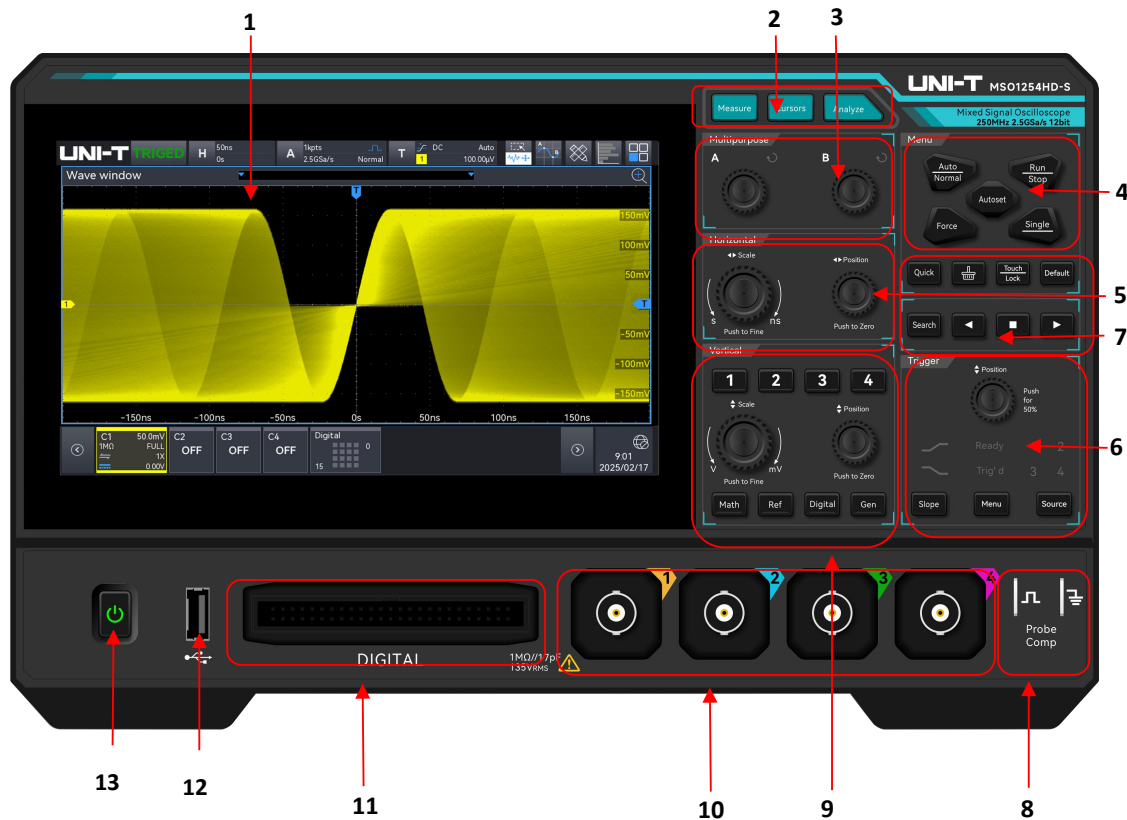 1
2
3
UNI-T MSO1254HD-S
Mixed Signal Oscilloscope
250MHz 2.5GSa/s 12bit
Measure
Cursors
Analyze
UNI-T TRIGED H 50ns 0s A 1kpts 2.5GSa/s Normal T DC 1 Auto 100.00μV
Wave window
T
150mV
100mV
50mV
1
T
-50mV
-100mV
-150mV
-150ns -100ns -50ns 0s 50ns 100ns 150ns
C1 50.0mV
1MΩ FULL
1X
0.00V
C2
OFF
C3
OFF
C4
OFF
Digital
0
15
9:01
2025/02/17
Multipurpose
A B
Horizontal
Scale
Position
s ns
Push to Fine
Push to Zero
Vertical
1 2 3 4
Scale
Position
V mV
Push to Fine
Push to Zero
Math Ref Digital Gen
Menu
Auto
Normal
Run
Stop
Autoset
Force
Single
4
Quick
Touch
Lock
Default
5
Search
7
Trigger
Position
Push
for
50%
Ready 2
Trig'd 3 4
6
Slope Menu Source
DIGITAL
1MΩ//17pF
135VRMS
1
2
3
4
Probe
Comp
13
12
11
10
9
8